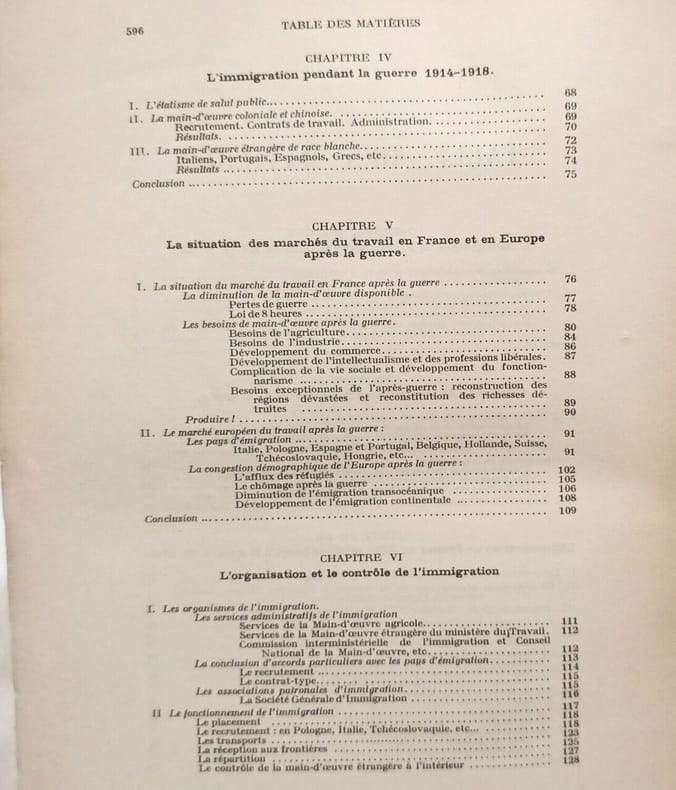 596
TABLE DES MATIÈRES
CHAPITRE IV
L'immigration pendant la guerre 1914-1918.
I. L'étatisme de salut public.. 68
II. La main-d'œuvre coloniale et chinoise. 69
Recrutement. Contrats de travail. Administration. 69
Résultats. 70
III. La main-d'œuvre étrangère de race blanche. 72
Italiens, Portugais, Espagnols, Grecs, etc. 73
Résultats 74
Conclusion 75
CHAPITRE V
La situation des marchés du travail en France et en Europe
après la guerre.
I. La situation du marché du travail en France après la guerre 76
La diminution de la main-d'œuvre disponible .
Pertes de guerre 77
Loi de 8 heures 78
Les besoins de main-d'œuvre après la guerre.
Besoins de l'agriculture. 80
Besoins de l'industrie. 84
Développement du commerce. 86
Développement de l'intellectualisme et des professions libérales. 87
Complication de la vie sociale et développement du fonction-
narisme 88
Besoins exceptionnels de l'après-guerre : reconstruction des
régions dévastées et reconstitution des richesses dé-
truites 89
Produire ! 90
II. Le marché européen du travail après la guerre :
Les pays d'émigration 91
Italie, Pologne, Espagne et Portugal, Belgique, Hollande, Suisse,
Tchécoslovaquie, Hongrie, etc... 91
La congestion démographique de l'Europe après la guerre :
L'afflux des réfugiés 102
Le chômage après la guerre 105
Diminution de l'émigration transocéanique 106
Développement de l'émigration continentale 108
Conclusion 109
CHAPITRE VI
L'organisation et le contrôle de l'immigration
I. Les organismes de l'immigration.
Les services administratifs de l'immigration
Services de la Main-d'œuvre agricole. 111
Services de la Main-d'œuvre étrangère du ministère du Travail. 112
Commission interministérielle de l'immigration et Conseil
National de la Main-d'œuvre, etc 112
La conclusion d'accords particuliers avec les pays d'émigration. 113
Le recrutement 114
Le contrat-type. 115
Les associations patronales d'immigration. 115
La Société Générale d'Immigration 116
II Le fonctionnement de l'immigration 117
Le placement 118
Le recrutement : en Pologne, Italie, Tchécoslovaquie, etc... 118
Les transports 123
La réception aux frontières 125
La répartition 127
Le contrôle de la main-d'œuvre étrangère à l'intérieur 128